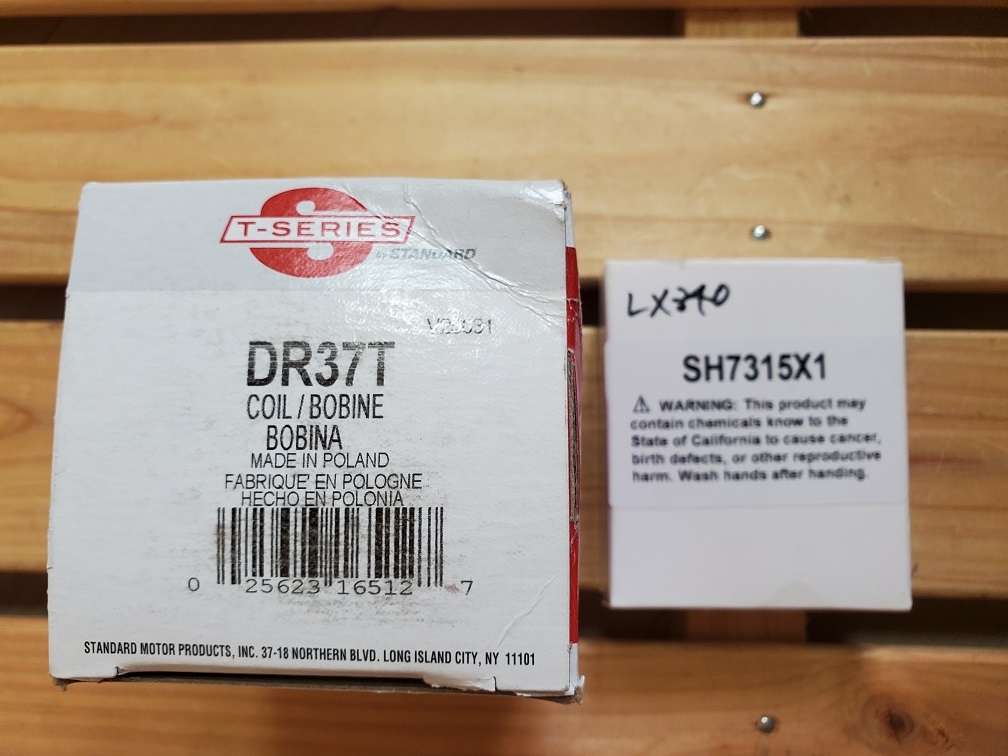 T-SERIES
by STANDARD
DR37T
COIL / BOBINE
BOBINA
MADE IN POLAND
FABRIQUE' EN POLOGNE
HECHO EN POLONIA
0 25623 16512 7
STANDARD MOTOR PRODUCTS, INC. 37-18 NORTHERN BLVD. LONG ISLAND CITY, NY 11101
LX340
SH7315X1
⚠ WARNING: This product may
contain chemicals know to the
State of California to cause cancer,
birth defects, or other reproductive
harm. Wash hands after handing.